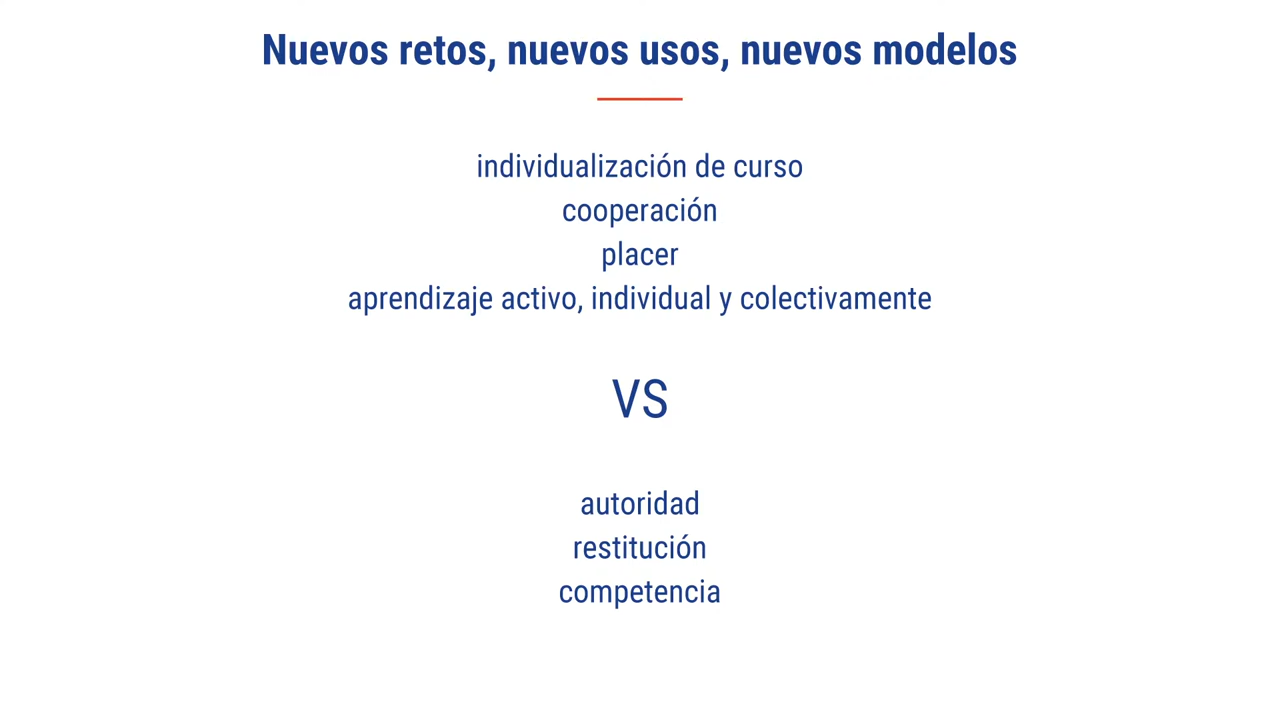 Nuevos retos, nuevos usos, nuevos modelos
individualización de curso
cooperación
placer
aprendizaje activo, individual y colectivamente
VS
autoridad
restitución
competencia